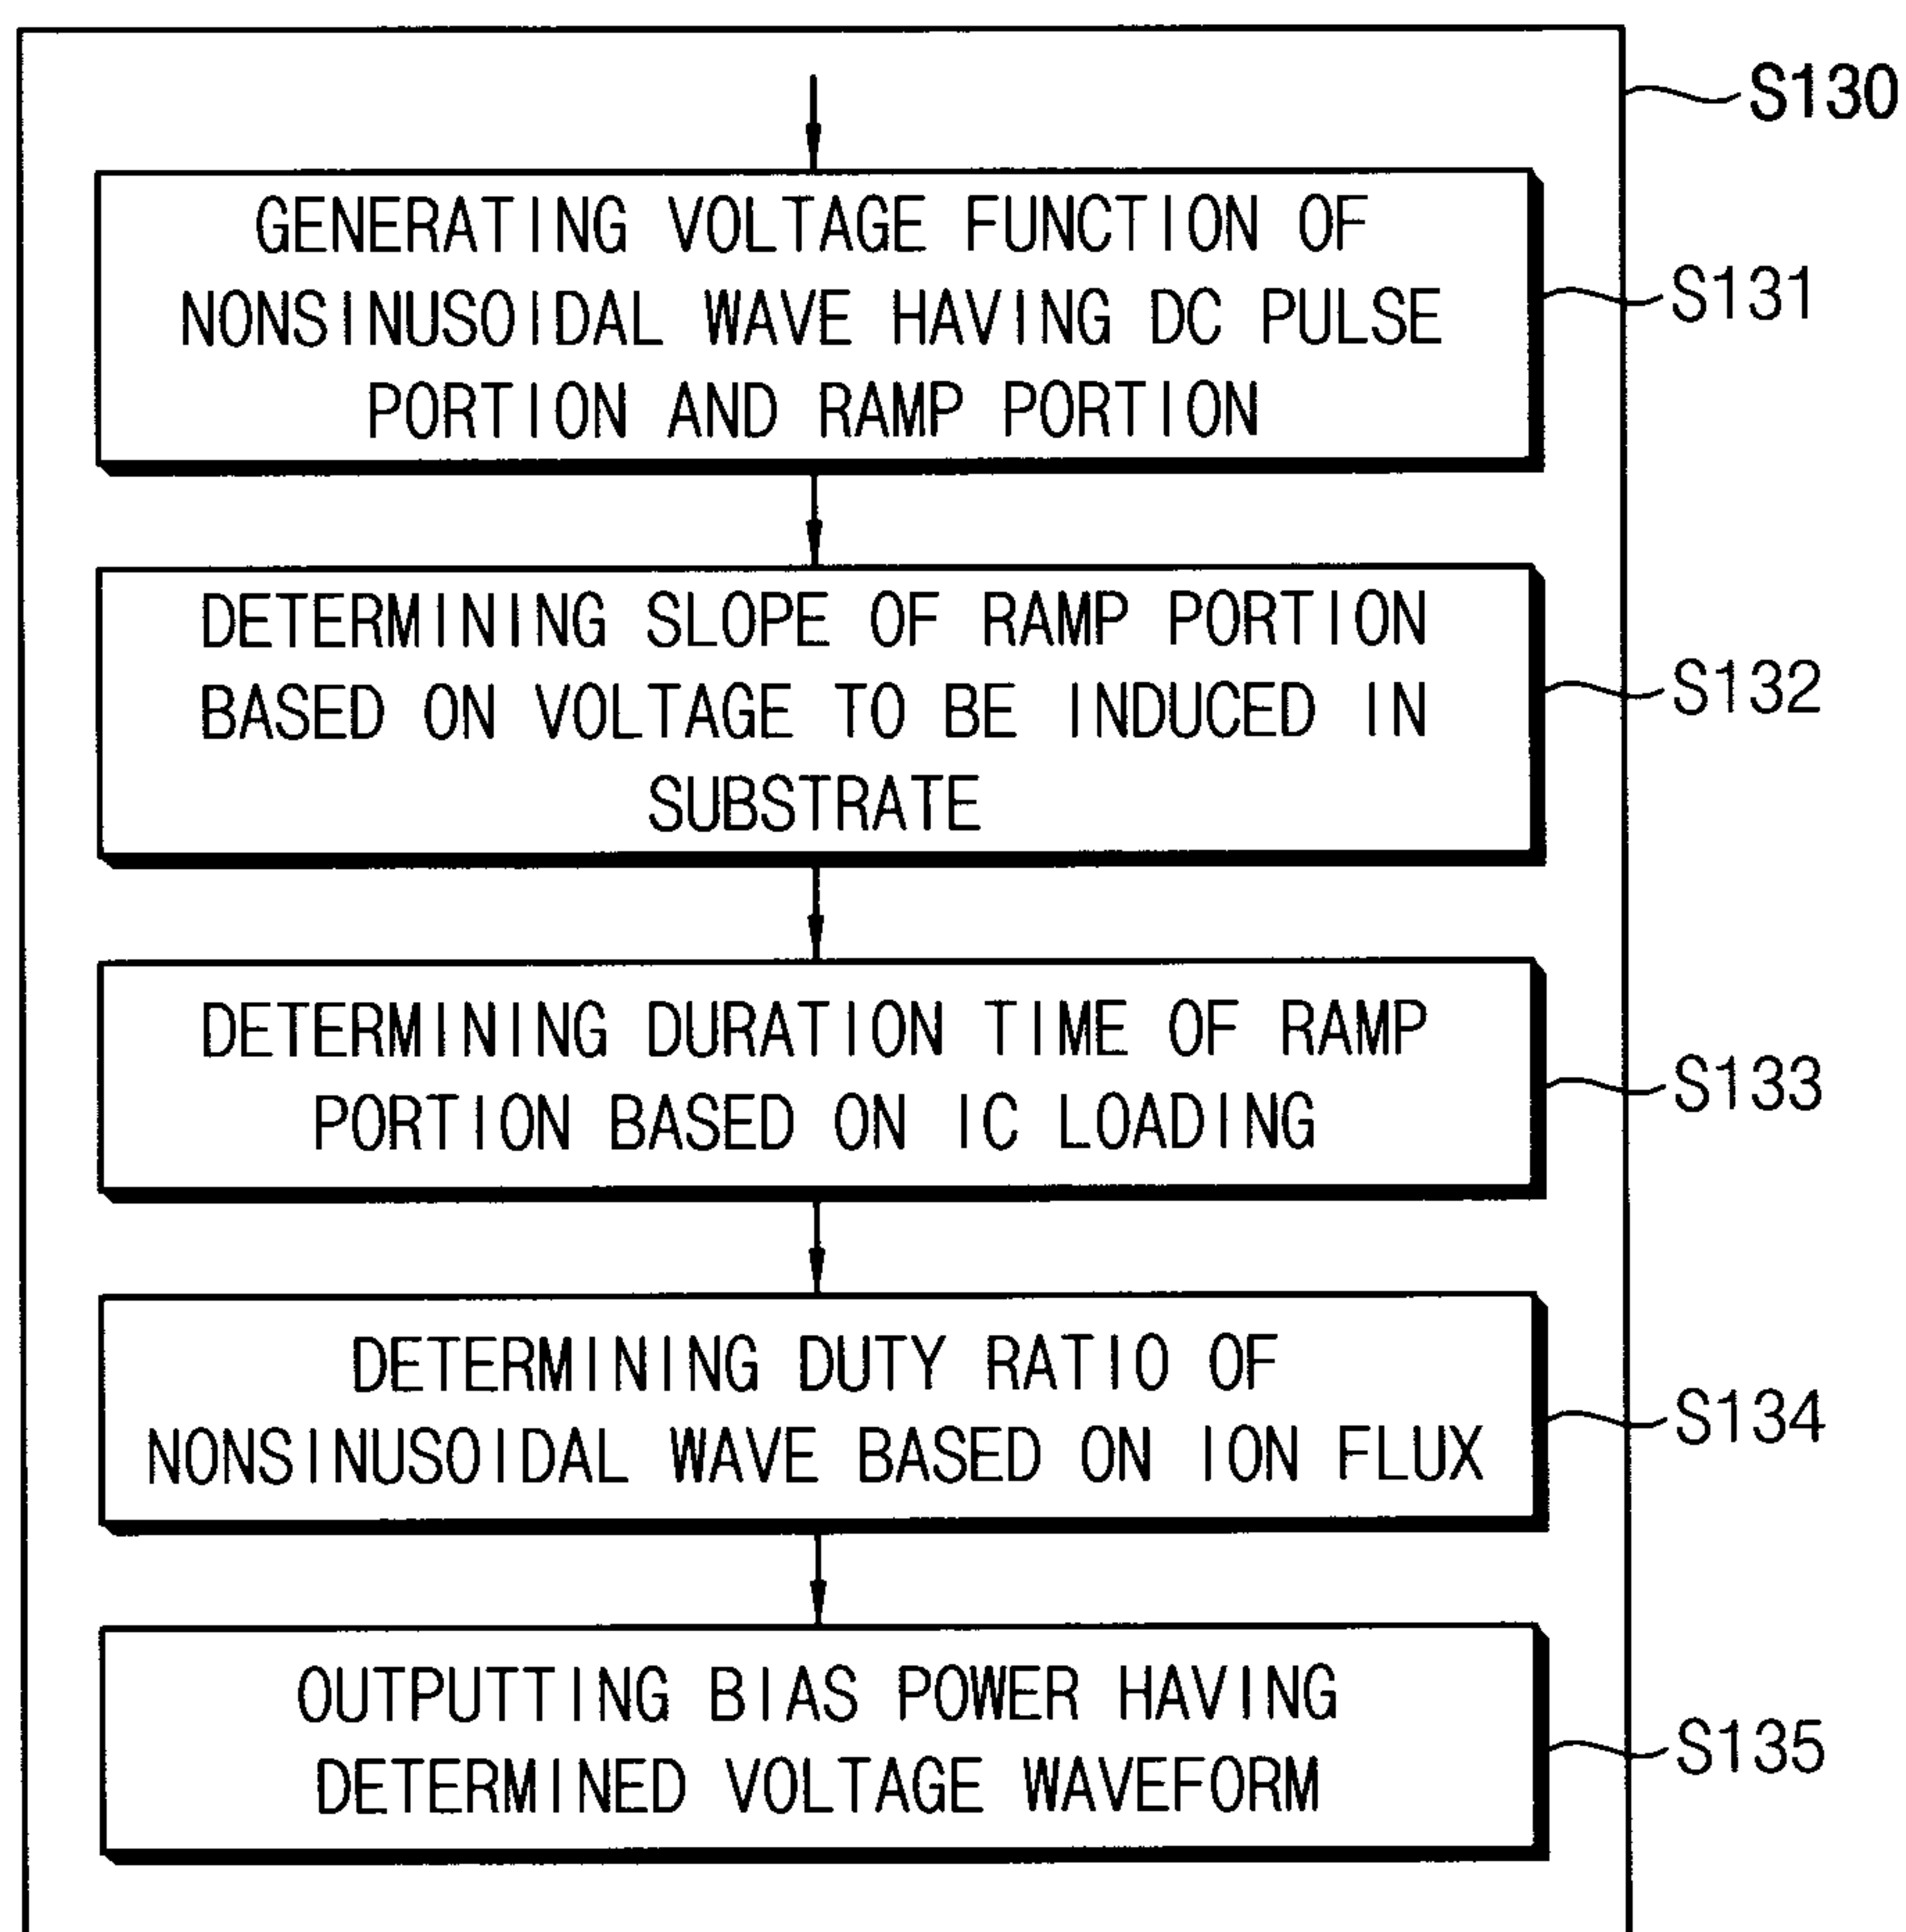 S130
GENERATING VOLTAGE FUNCTION OF
NONSINUSOIDAL WAVE HAVING DC PULSE
PORTION AND RAMP PORTION
S131
DETERMINING SLOPE OF RAMP PORTION
BASED ON VOLTAGE TO BE INDUCED IN
SUBSTRATE
S132
DETERMINING DURATION TIME OF RAMP
PORTION BASED ON IC LOADING
S133
DETERMINING DUTY RATIO OF
NONSINUSOIDAL WAVE BASED ON ION FLUX
S134
OUTPUTTING BIAS POWER HAVING
DETERMINED VOLTAGE WAVEFORM
S135